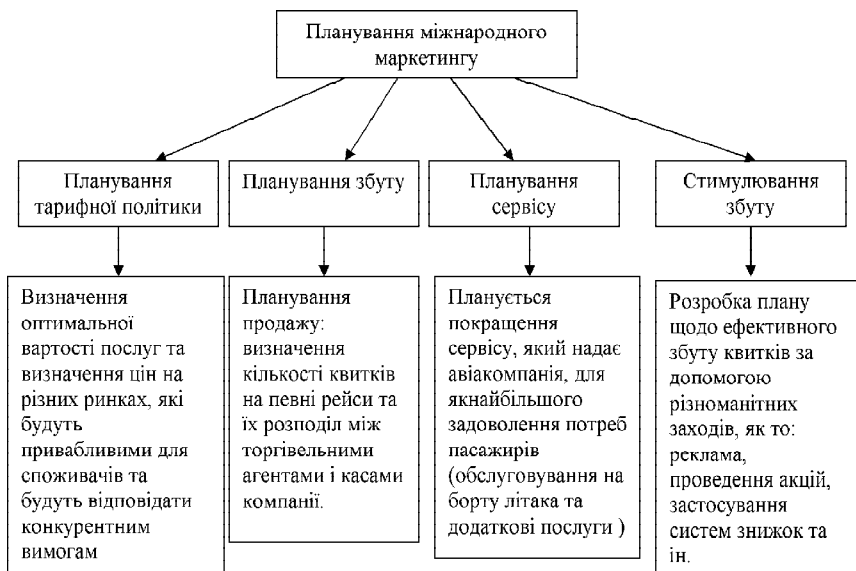 Планування міжнародного
маркетингу
Планування
тарифної політики
Планування збуту
Планування
сервісу
Стимулювання
збуту
Визначення
оптимальної
вартості послуг та
визначення цін на
різних ринках, які
будуть
привабливими для
споживачів та
будуть відповідати
конкурентним
вимогам
Планування
продажу:
визначення
кількості квитків
на певні рейси та
їх розподіл між
торгівельними
агентами і касами
компанії.
Планується
покращення
сервісу, який надає
авіакомпанія, для
якнайбільшого
задоволення потреб
пасажирів
(обслуговування на
борту літака та
додаткові послуги )
Розробка плану
щодо ефективного
збуту квитків за
допомогою
різноманітних
заходів, як то:
реклама,
проведення акцій,
застосування
систем знижок та
ін.